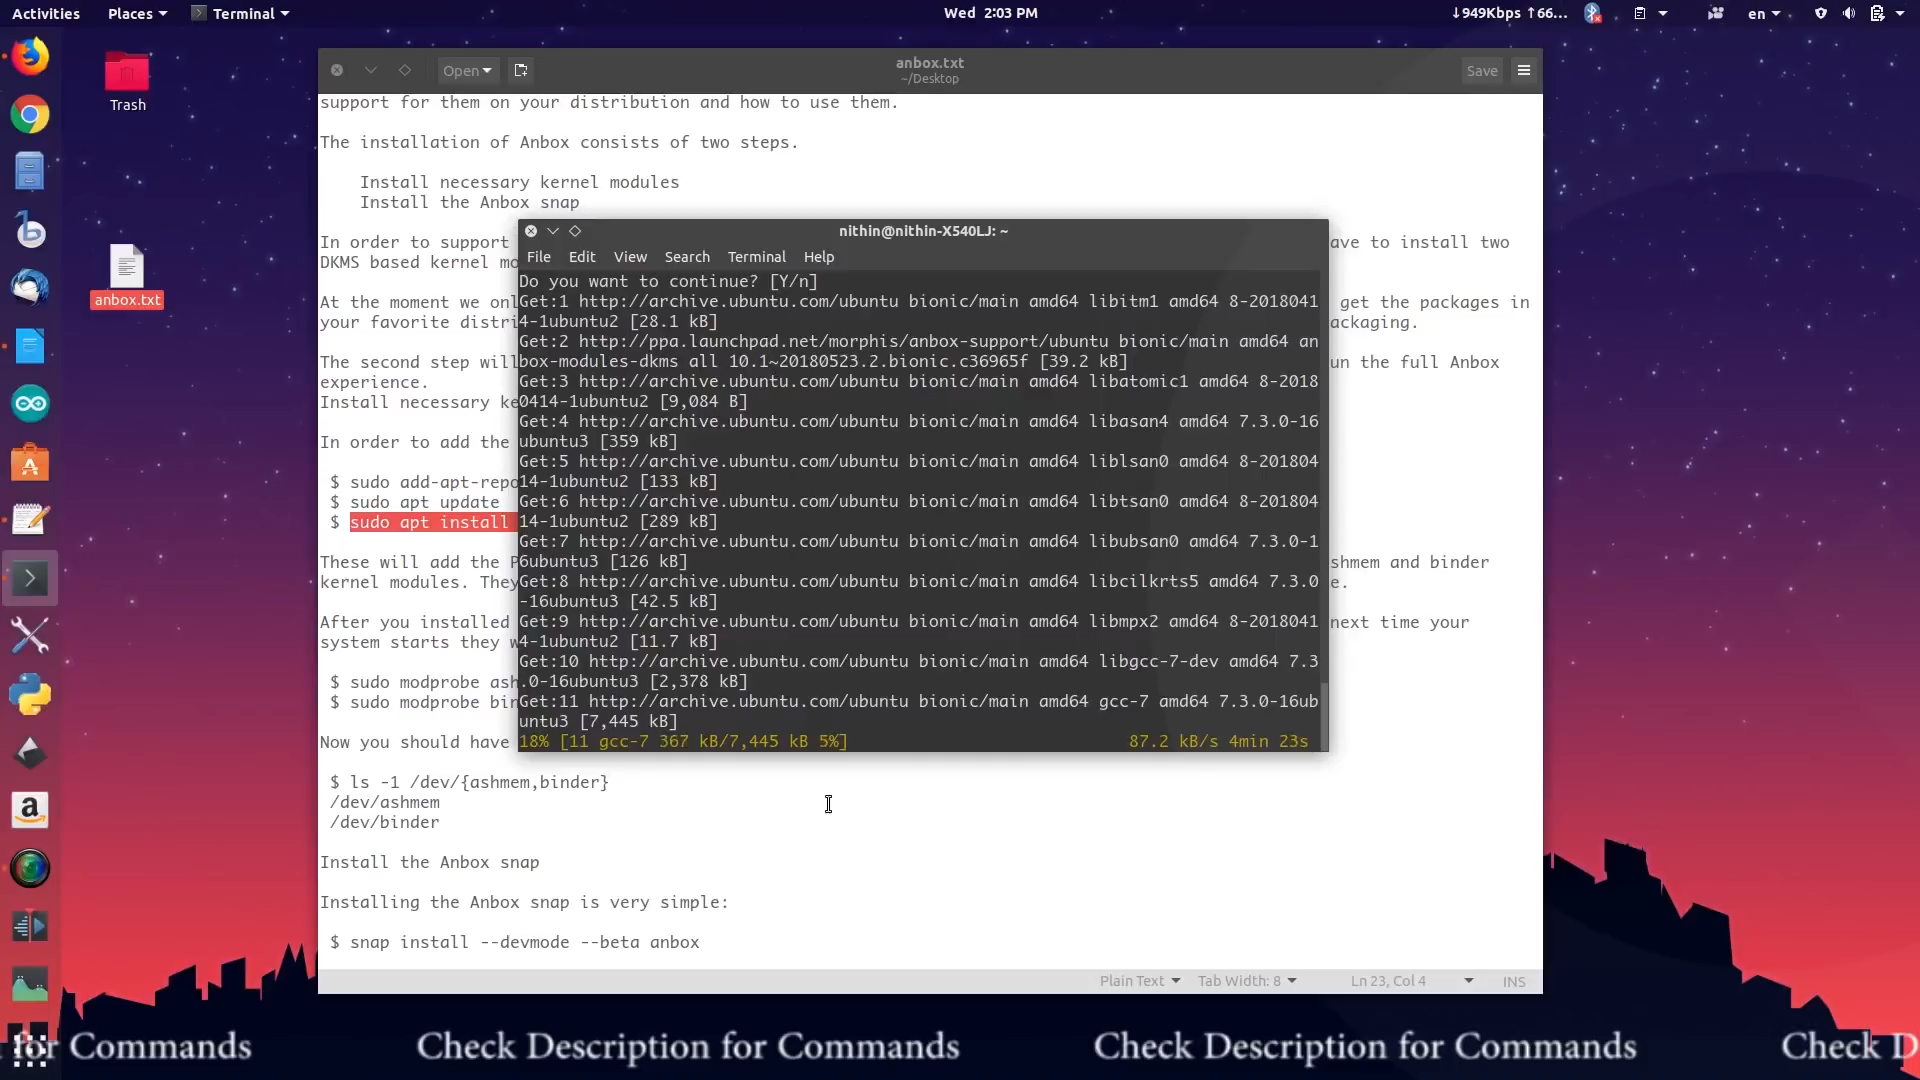 Activities Places Terminal Wed 2:03 PM ↓949Kbps ↑66... en
Trash
anbox.txt
Open anbox.txt Save
~/Desktop
support for them on your distribution and how to use them.
The installation of Anbox consists of two steps.
Install necessary kernel modules
Install the Anbox snap
In order to support ave to install two
DKMS based kernel mo
At the moment we onl get the packages in
your favorite distri ackaging.
The second step will un the full Anbox
experience.
Install necessary ke
In order to add the
$ sudo add-apt-repo
$ sudo apt update
$ sudo apt install
These will add the P shmem and binder
kernel modules. They e.
After you installed next time your
system starts they w
$ sudo modprobe ash
$ sudo modprobe bin
Now you should have
$ ls -1 /dev/{ashmem,binder}
/dev/ashmem
/dev/binder
Install the Anbox snap
Installing the Anbox snap is very simple:
$ snap install --devmode --beta anbox
Plain Text Tab Width: 8 Ln 23, Col 4 INS
nithin@nithin-X540LJ: ~
File Edit View Search Terminal Help
Do you want to continue? [Y/n]
Get:1 http://archive.ubuntu.com/ubuntu bionic/main amd64 libitm1 amd64 8-2018041
4-1ubuntu2 [28.1 kB]
Get:2 http://ppa.launchpad.net/morphis/anbox-support/ubuntu bionic/main amd64 an
box-modules-dkms all 10.1~20180523.2.bionic.c36965f [39.2 kB]
Get:3 http://archive.ubuntu.com/ubuntu bionic/main amd64 libatomic1 amd64 8-2018
0414-1ubuntu2 [9,084 B]
Get:4 http://archive.ubuntu.com/ubuntu bionic/main amd64 libasan4 amd64 7.3.0-16
ubuntu3 [359 kB]
Get:5 http://archive.ubuntu.com/ubuntu bionic/main amd64 liblsan0 amd64 8-201804
14-1ubuntu2 [133 kB]
Get:6 http://archive.ubuntu.com/ubuntu bionic/main amd64 libtsan0 amd64 8-201804
14-1ubuntu2 [289 kB]
Get:7 http://archive.ubuntu.com/ubuntu bionic/main amd64 libubsan0 amd64 7.3.0-1
6ubuntu3 [126 kB]
Get:8 http://archive.ubuntu.com/ubuntu bionic/main amd64 libcilkrts5 amd64 7.3.0
-16ubuntu3 [42.5 kB]
Get:9 http://archive.ubuntu.com/ubuntu bionic/main amd64 libmpx2 amd64 8-2018041
4-1ubuntu2 [11.7 kB]
Get:10 http://archive.ubuntu.com/ubuntu bionic/main amd64 libgcc-7-dev amd64 7.3
.0-16ubuntu3 [2,378 kB]
Get:11 http://archive.ubuntu.com/ubuntu bionic/main amd64 gcc-7 amd64 7.3.0-16ub
untu3 [7,445 kB]
18% [11 gcc-7 367 kB/7,445 kB 5%] 87.2 kB/s 4min 23s
for Commands Check Description for Commands Check Description for Commands Check D